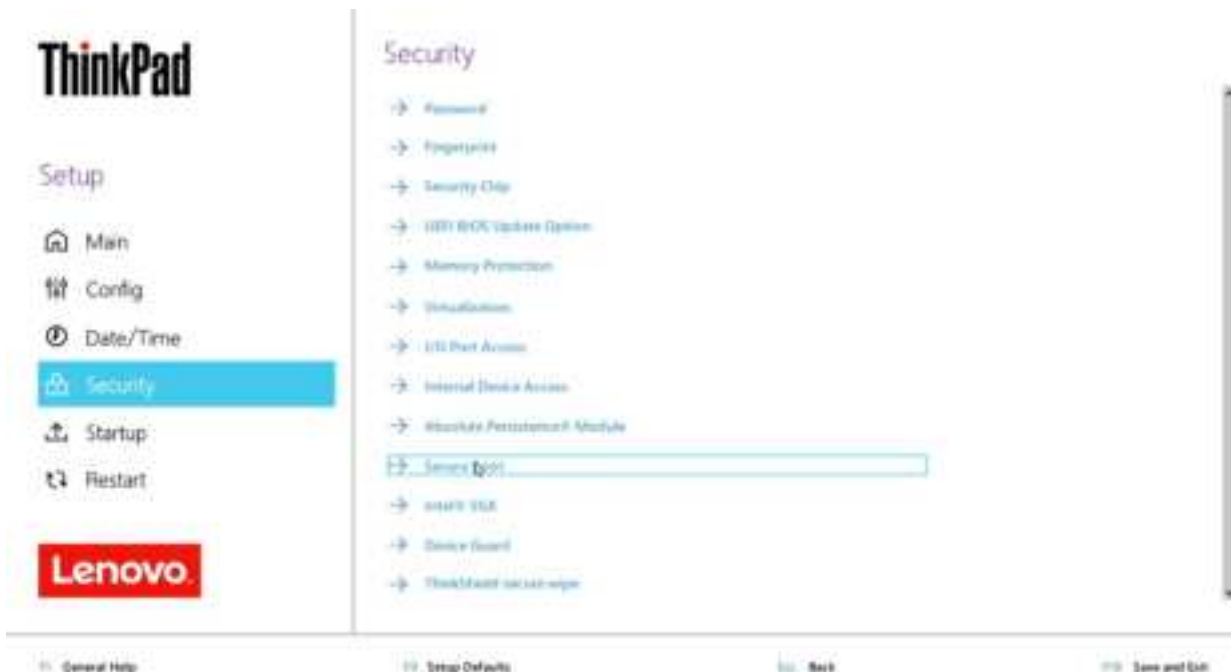 ThinkPad
Setup
Main
Config
Date/Time
Security
Startup
Restart
Lenovo
Security
Password
Fingerprint
Security Chip
UEFI BIOS Update Option
Memory Protection
Virtualization
I/O Port Access
Internal Device Access
Absolute Persistence® Module
Secure Boot
Intel® SGX
Device Guard
ThinkShield secure wipe
General Help
Setup Defaults
Back
Save and Exit